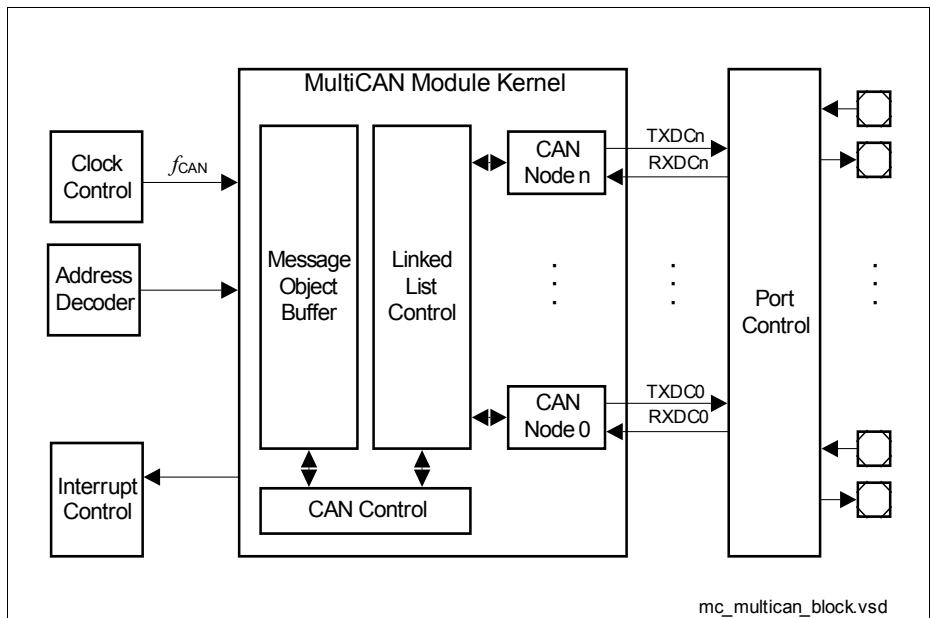 MultiCAN Module Kernel
Clock
Control
fCAN
Address
Decoder
Interrupt
Control
Message
Object
Buffer
Linked
List
Control
CAN Control
CAN
Node n
CAN
Node 0
TXDCn
RXDCn
TXDC0
RXDC0
Port
Control
mc_multican_block.vsd